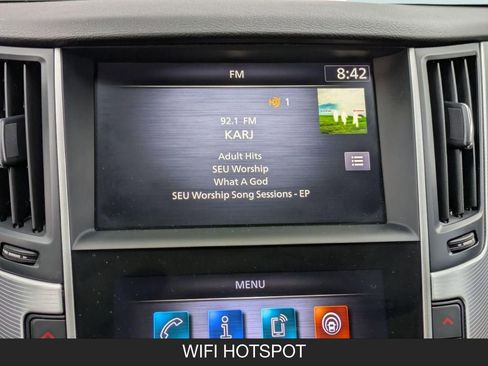 FM
8:42
1
92.1 FM
KARJ
Adult Hits
SEU Worship
What A God
SEU Worship Song Sessions - EP
MENU
WIFI HOTSPOT